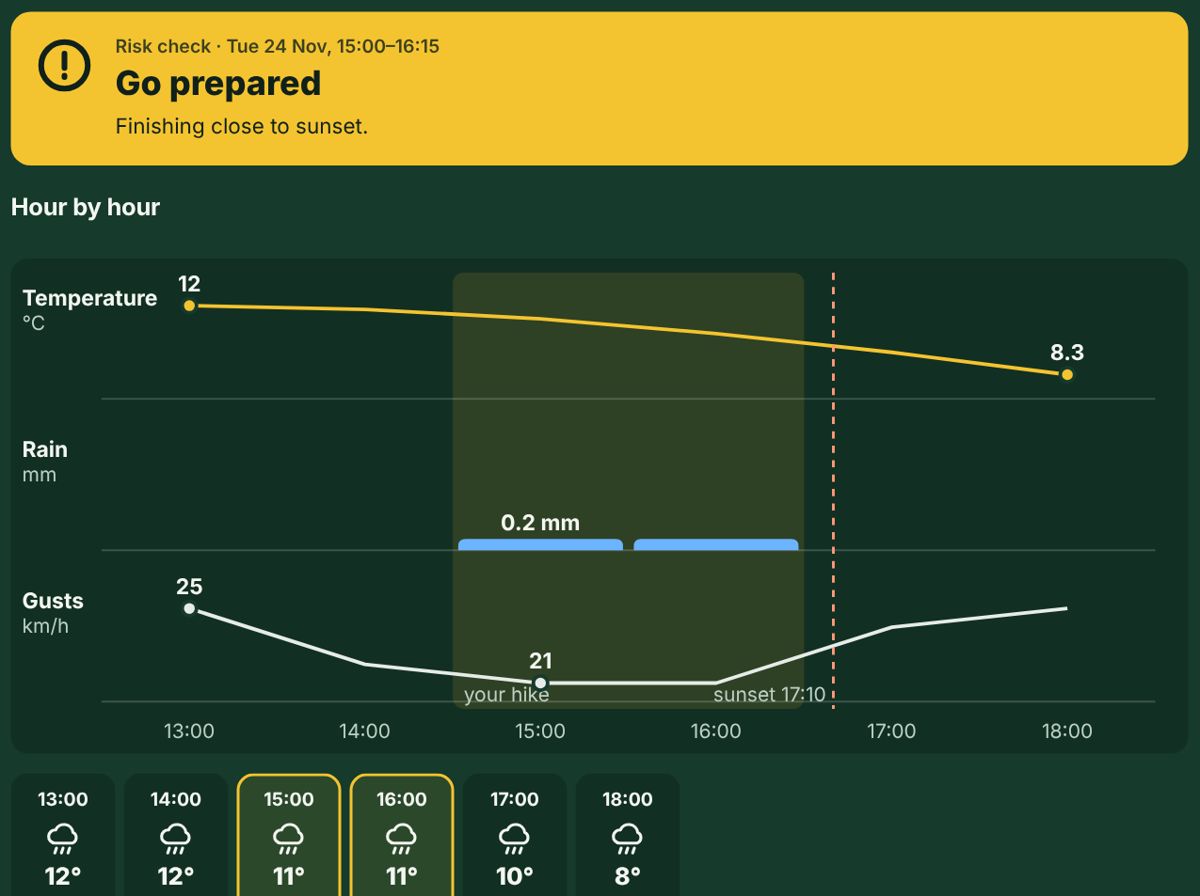 Risk check · Tue 24 Nov, 15:00–16:15
Go prepared
Finishing close to sunset.
Hour by hour
Temperature
°C
12
8.3
Rain
mm
0.2 mm
Gusts
km/h
25
21
your hike
sunset 17:10
13:00 14:00 15:00 16:00 17:00 18:00
13:00 14:00 15:00 16:00 17:00 18:00
12° 12° 11° 11° 10° 8°